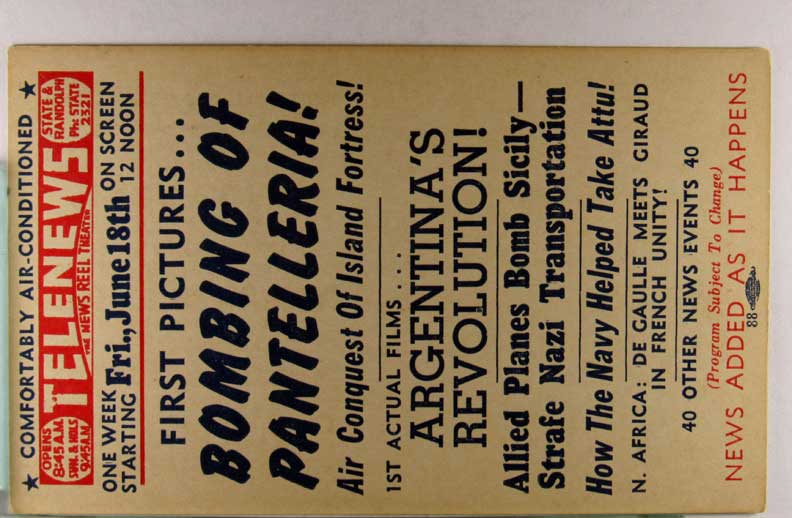 ★ COMFORTABLY AIR-CONDITIONED ★
OPENS
8:45 A.M.
SUN. & HOLS
9:45 A.M.
TELENEWS
THE NEWS REEL THEATER
STATE &
RANDOLPH
Ph: STATE
2321
ONE WEEK
STARTING Fri., June 18th ON SCREEN
12 NOON
FIRST PICTURES....
BOMBING OF
PANTELLERIA!
Air Conquest Of Island Fortress!
1ST ACTUAL FILMS . . .
ARGENTINA'S
REVOLUTION!
Allied Planes Bomb Sicily—
Strafe Nazi Transportation
How The Navy Helped Take Attu!
N. AFRICA: DE GAULLE MEETS GIRAUD
IN FRENCH UNITY!
40 OTHER NEWS EVENTS 40
(Program Subject To Change)
NEWS ADDED AS IT HAPPENS
88